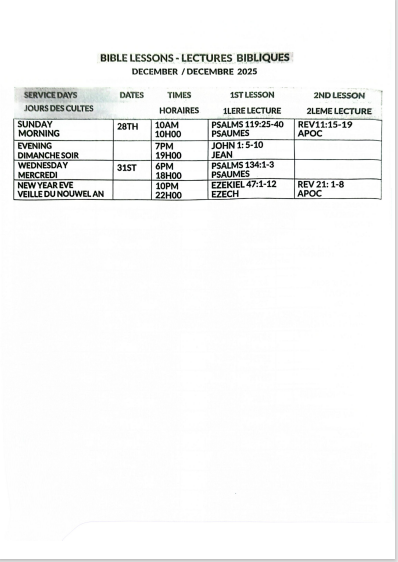 BIBLE LESSONS - LECTURES BIBLIQUES
DECEMBER / DECEMBRE 2025
SERVICE DAYS DATES TIMES 1ST LESSON 2ND LESSON
JOURS DES CULTES HORAIRES 1LERE LECTURE 2LEME LECTURE
SUNDAY 28TH 10AM PSALMS 119:25-40 REV11:15-19
MORNING 10H00 PSAUMES APOC
EVENING 7PM JOHN 1: 5-10
DIMANCHE SOIR 19H00 JEAN
WEDNESDAY 31ST 6PM PSALMS 134:1-3
MERCREDI 18H00 PSAUMES
NEW YEAR EVE 10PM EZEKIEL 47:1-12 REV 21: 1-8
VEILLE DU NOUWEL AN 22H00 EZECH APOC